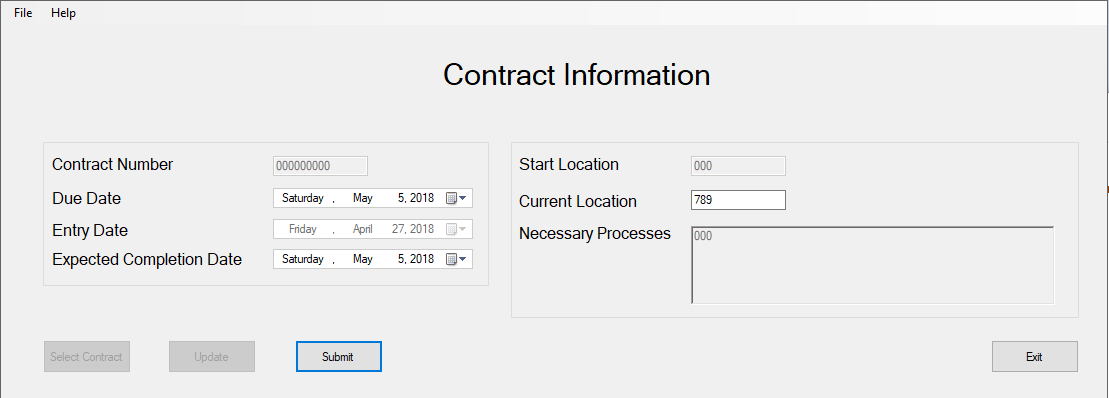 File Help
Contract Information
Contract Number 000000000
Due Date Saturday , May 5, 2018
Entry Date Friday , April 27, 2018
Expected Completion Date Saturday , May 5, 2018
Start Location 000
Current Location 789
Necessary Processes 000
Select Contract Update Submit Exit